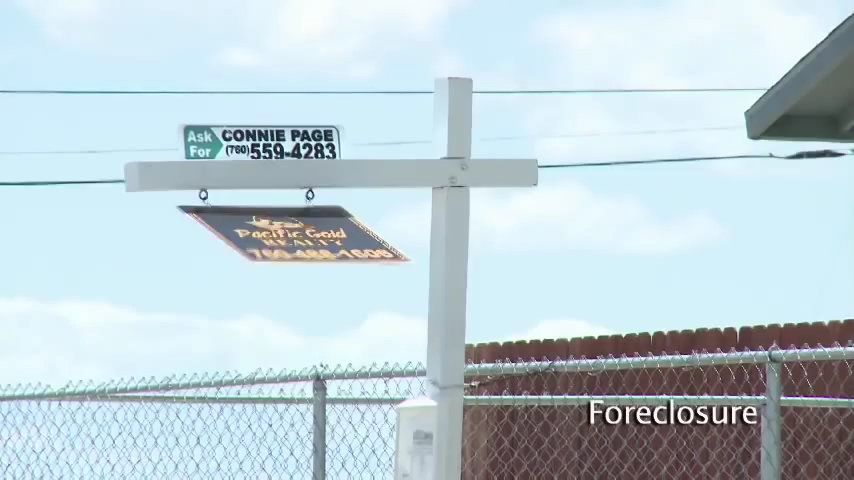 Ask For
CONNIE PAGE
(760) 559-4283
Pacific Gold
REALTY
Foreclosure